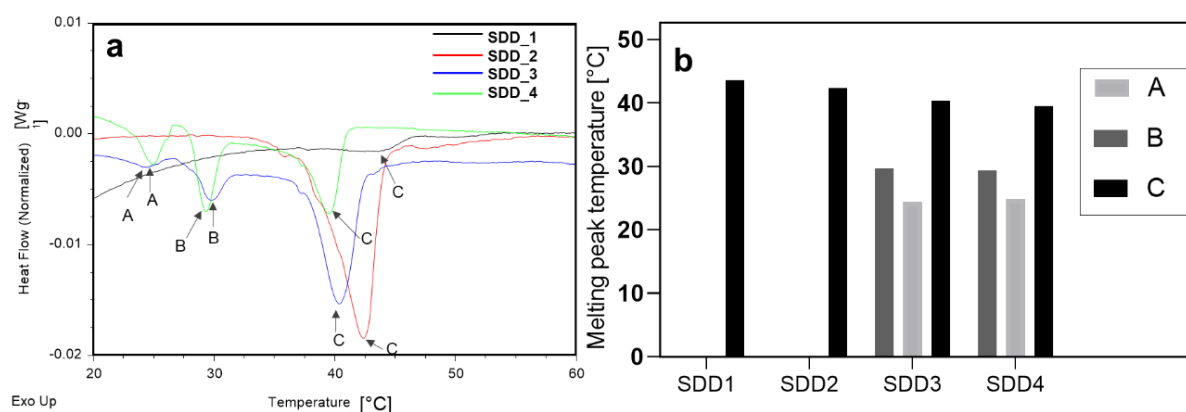 a
SDD_1
SDD_2
SDD_3
SDD_4
0.01
0.00
-0.01
-0.02
Heat Flow (Normalized) [Wg-
1]
A
A
B
B
C
C
C
C
20
30
40
50
60
Exo Up
Temperature [°C]
b
Melting peak temperature [°C]
50
40
30
20
10
0
SDD1
SDD2
SDD3
SDD4
A
B
C